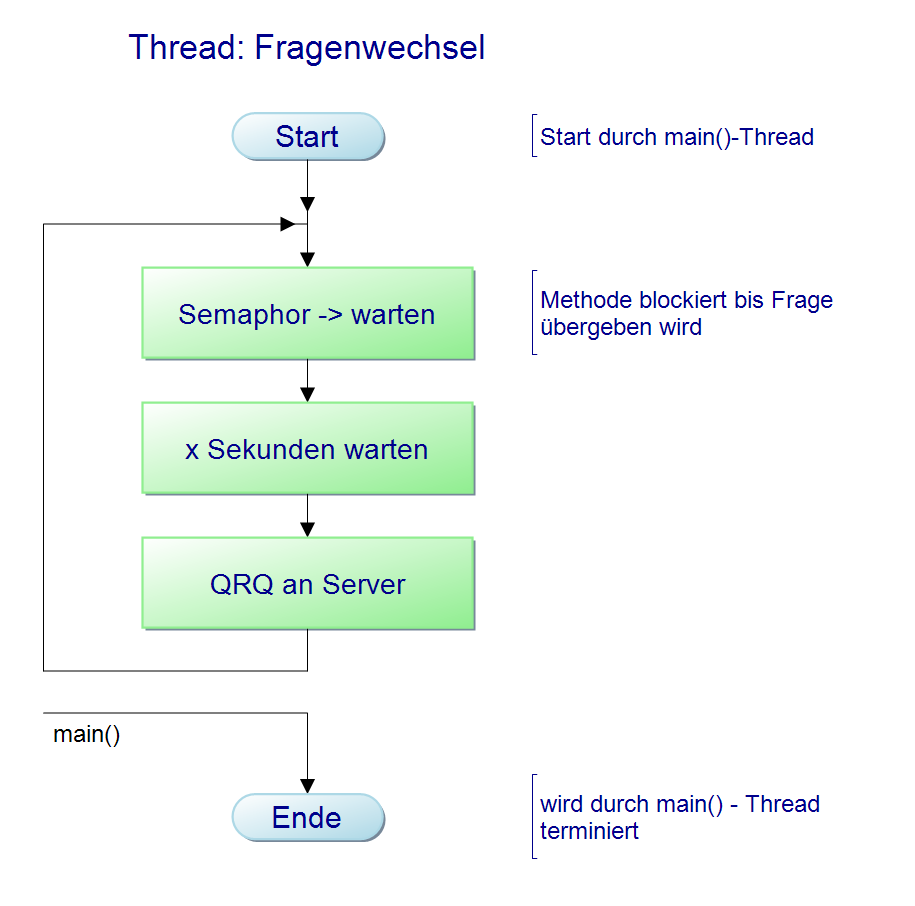 Thread: Fragenwechsel
Start
Start durch main()-Thread
Semaphor -> warten
Methode blockiert bis Frage
übergeben wird
x Sekunden warten
QRQ an Server
main()
Ende
wird durch main() - Thread
terminiert